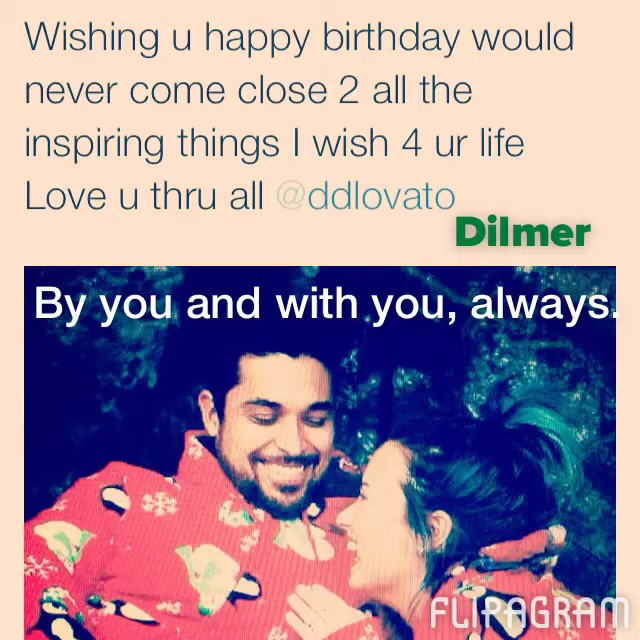 Wishing u happy birthday would
never come close 2 all the
inspiring things I wish 4 ur life
Love u thru all @ddlovato
Dilmer
By you and with you, always.
FLIPAGRAM